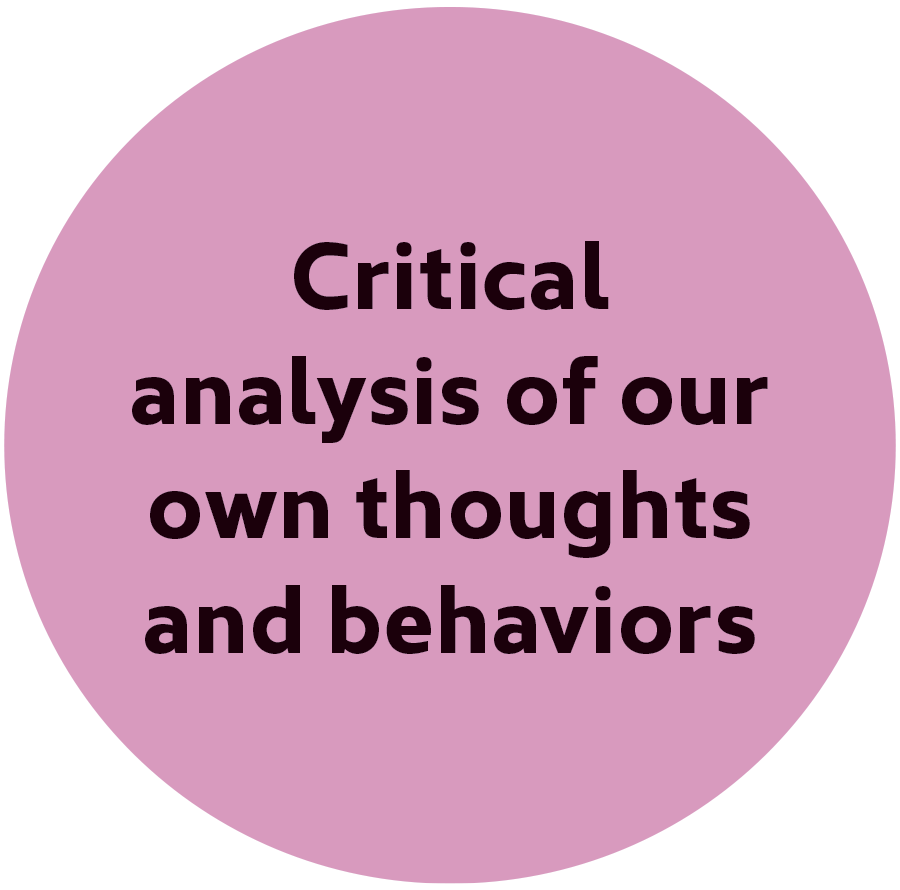 Critical
analysis of our
own thoughts
and behaviors